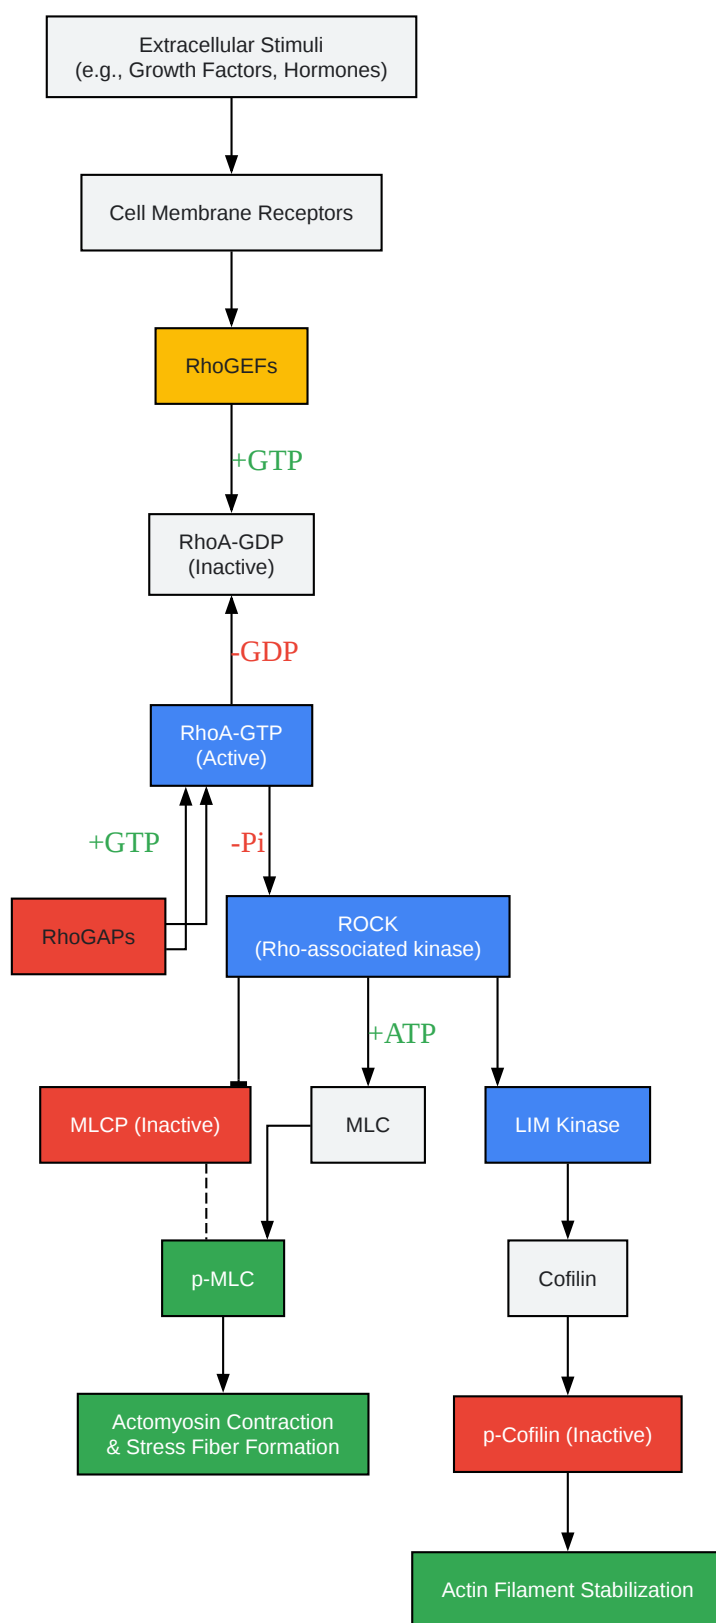 Extracellular Stimuli
(e.g., Growth Factors, Hormones)
Cell Membrane Receptors
RhoGEFs
+GTP
RhoA-GDP
(Inactive)
-GDP
RhoA-GTP
(Active)
+GTP
-Pi
RhoGAPs
ROCK
(Rho-associated kinase)
+ATP
MLCP (Inactive)
MLC
LIM Kinase
p-MLC
Cofilin
Actomyosin Contraction
& Stress Fiber Formation
p-Cofilin (Inactive)
Actin Filament Stabilization